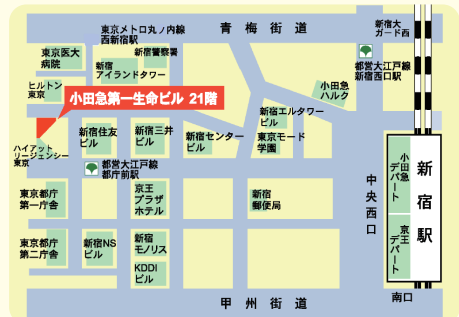 東京メトロ丸ノ内線
西新宿駅
青梅街道
新宿大
ガード西
東京医大
病院
新宿警察署
新宿
アイランドタワー
都営大江戸線
新宿西口駅
ヒルトン
東京
小田急
ハルク
小田急第一生命ビル 21階
新宿エルタワー
ビル
ハイアット
リージェンシー
東京
新宿住友
ビル
新宿三井
ビル
新宿センター
ビル
東京モード
学園
小田急
デパート
新宿駅
都営大江戸線
都庁前駅
中央西口
東京都庁
第一庁舎
京王
プラザ
ホテル
新宿
郵便局
京王
デパート
東京都庁
第二庁舎
新宿NS
ビル
新宿
モノリス
KDDI
ビル
南口
甲州街道